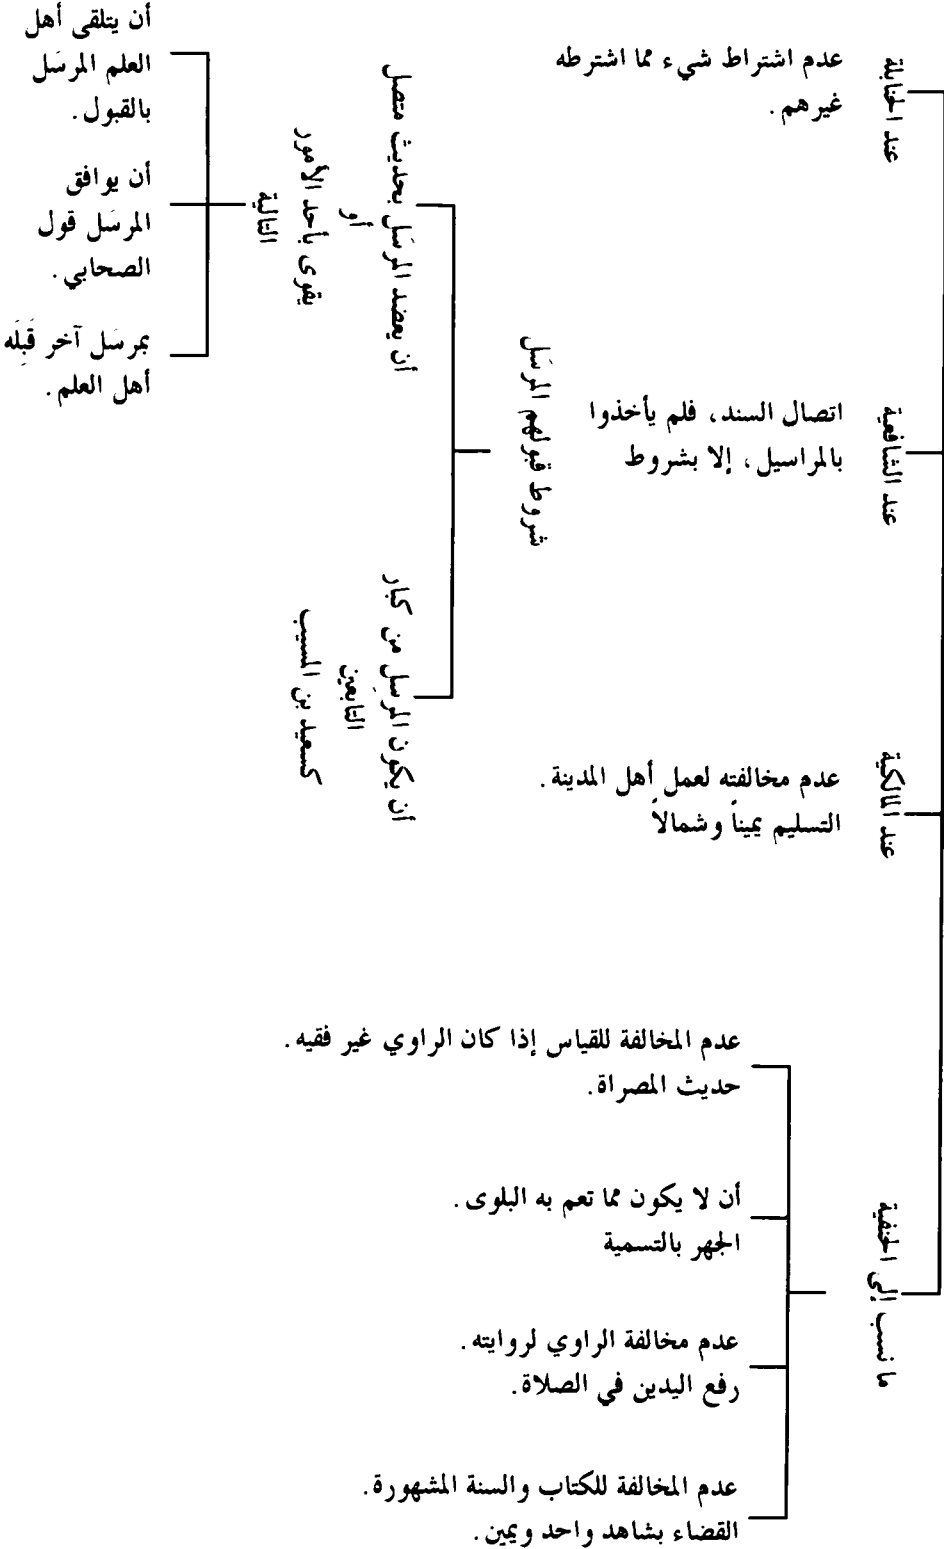 عند الحنابلة
عدم اشتراط شيء مما اشترطه
غيرهم.
عند الشافعية
اتصال السند، فلم يأخذوا
بالمراسيل، إلا بشروط
شروط قبولهم المرسَل
أن يعضد المرسَل بحديث متصل
أو
يقوى بأحد الأمور
التالية
أن يتلقى أهل
العلم المرسَل
بالقبول.
أن يوافق
المرسَل قول
الصحابي.
بمرسَل آخر قَبِلَه
أهل العلم.
أن يكون المرسِل من كبار
التابعين
كسعيد بن المسيب
عند المالكية
عدم مخالفته لعمل أهل المدينة.
التسليم يميناً وشمالاً
ما نسب إلى الحنفية
عدم المخالفة للقياس إذا كان الراوي غير فقيه.
حديث المصراة.
أن لا يكون مما تعم به البلوى.
الجهر بالتسمية
عدم مخالفة الراوي لروايته.
رفع اليدين في الصلاة.
عدم المخالفة للكتاب والسنة المشهورة.
القضاء بشاهد واحد ويمين.